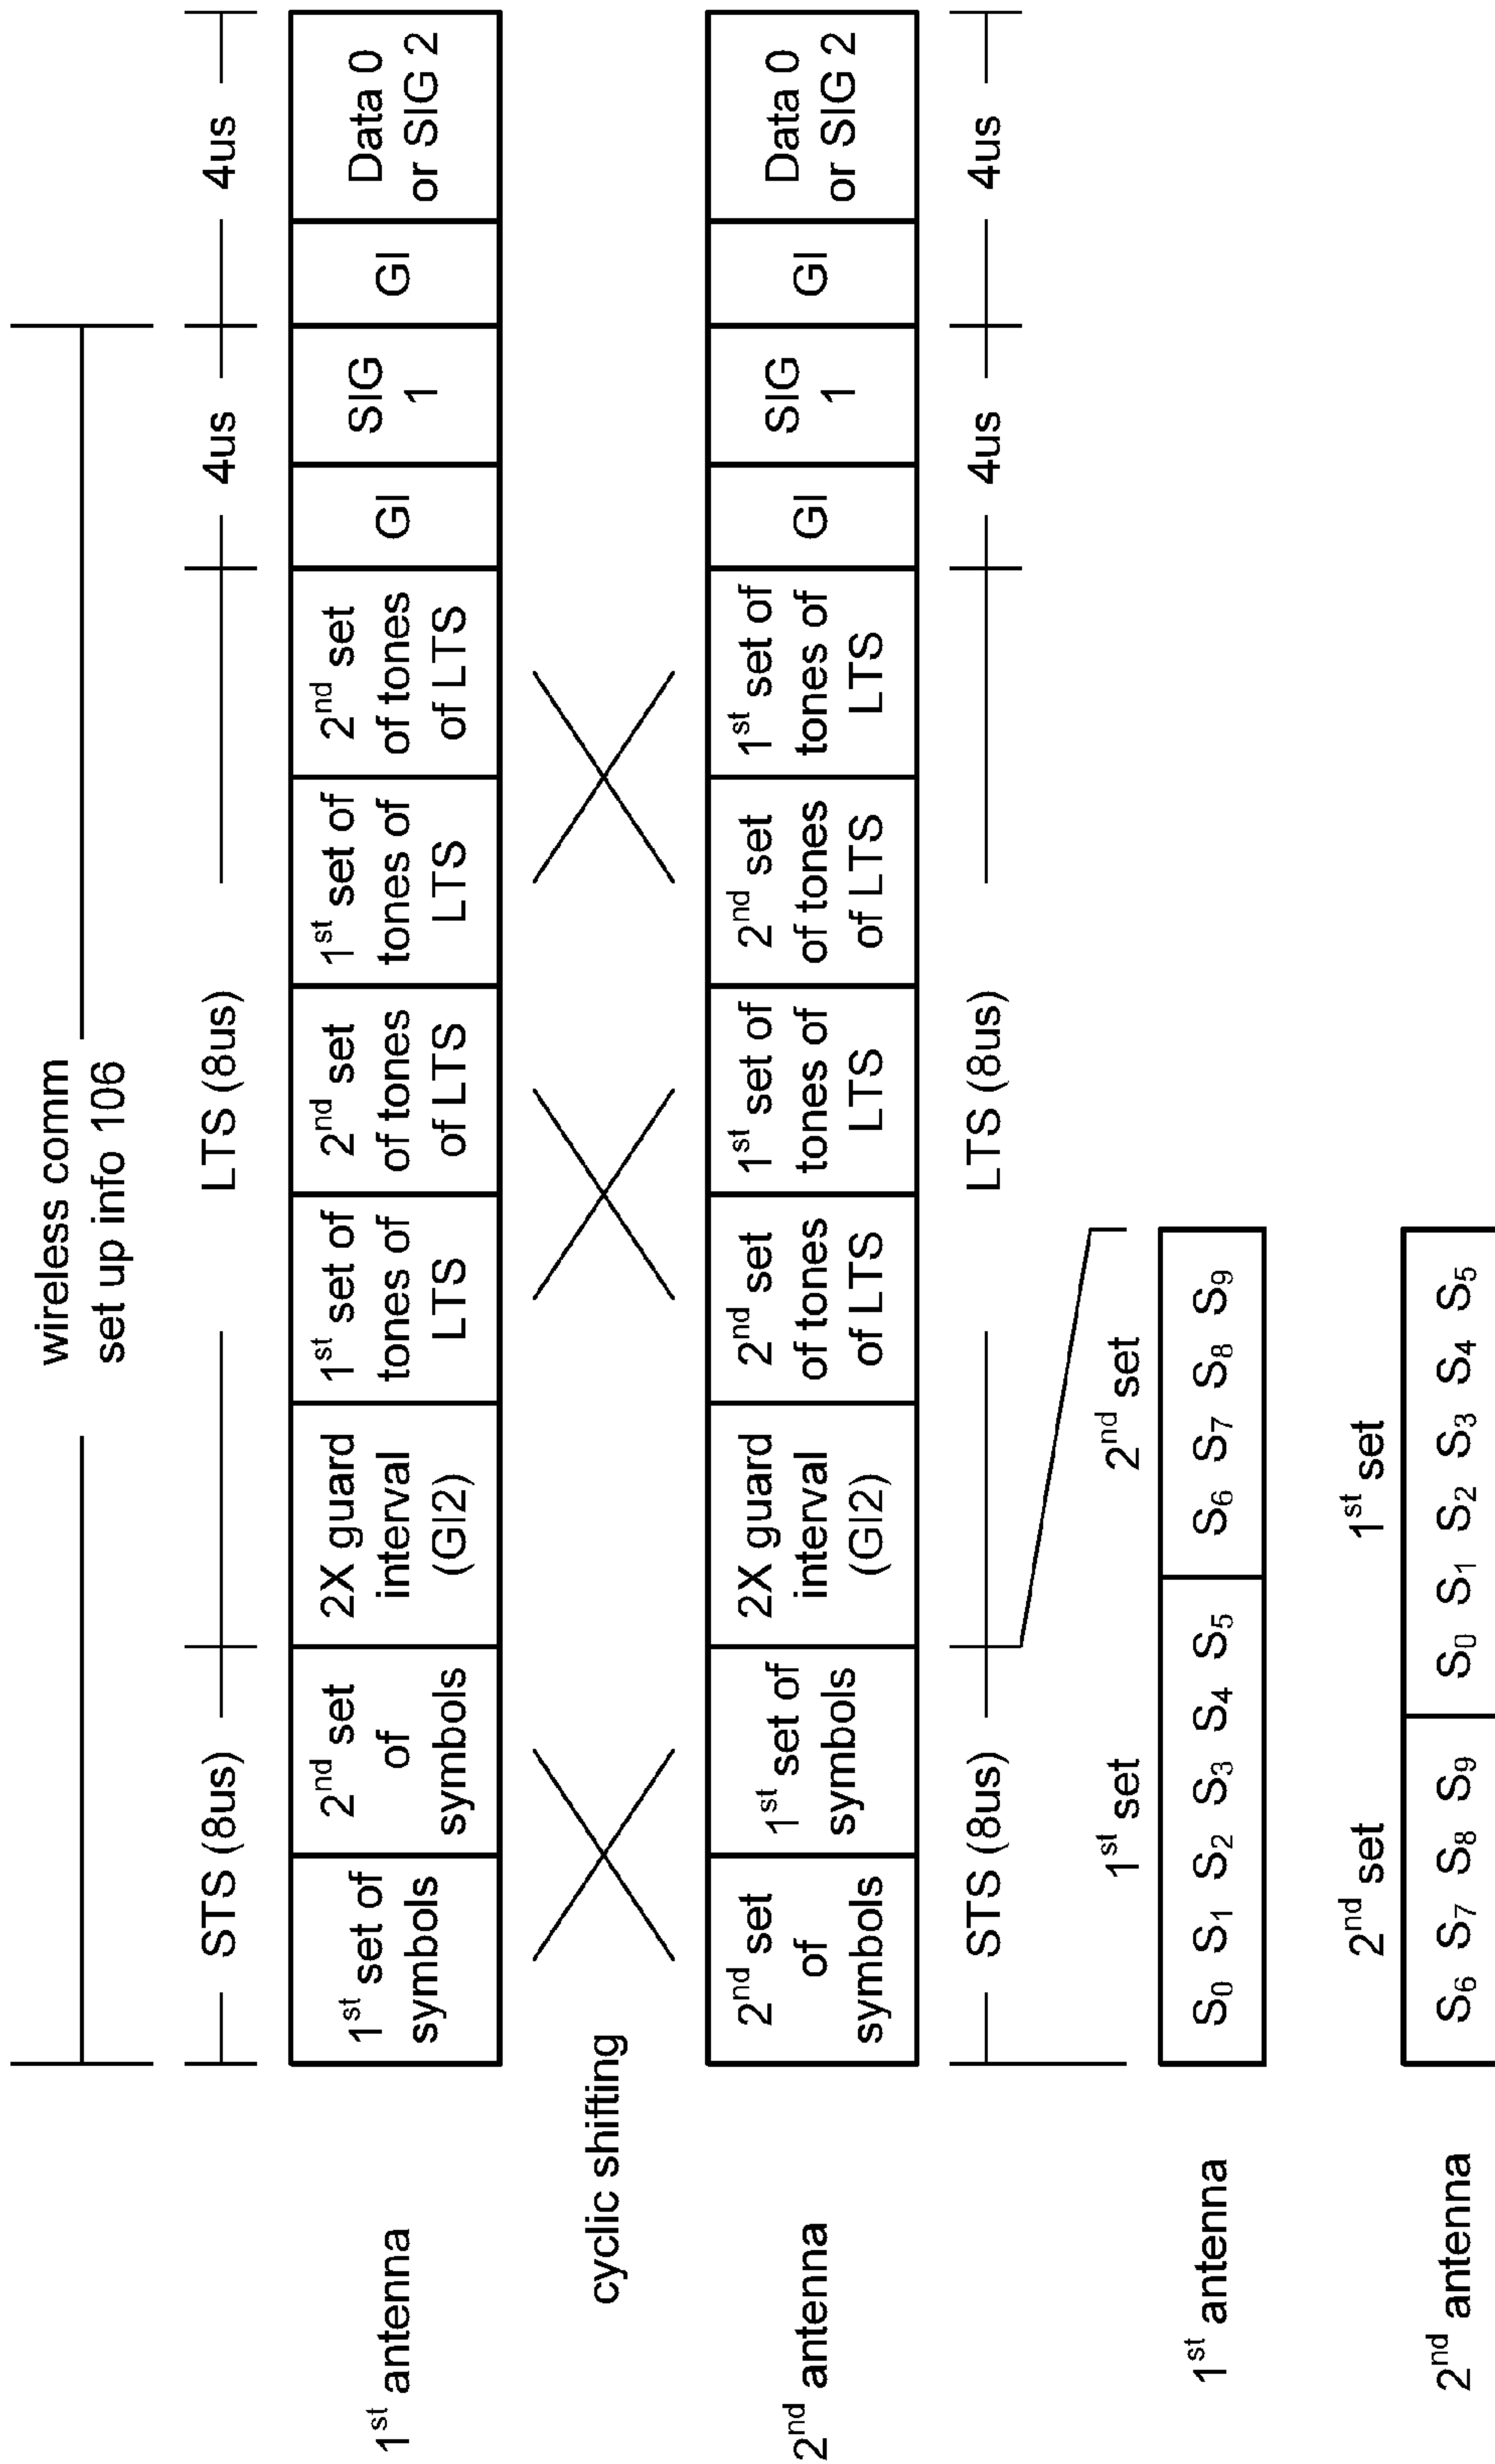 wireless comm
set up info 106
STS (8us)
LTS (8us)
4us
4us
1st antenna
1st set of
symbols
2nd set
of
symbols
2X guard
interval
(GI2)
1st set of
tones of
LTS
2nd set
of tones
of LTS
1st set of
tones of
LTS
2nd set
of tones
of LTS
GI
SIG
1
GI
Data 0
or SIG 2
cyclic shifting
2nd antenna
2nd set
of
symbols
1st set of
symbols
2X guard
interval
(GI2)
2nd set
of tones
of LTS
1st set of
tones of
LTS
2nd set
of tones
of LTS
1st set of
tones of
LTS
GI
SIG
1
GI
Data 0
or SIG 2
STS (8us)
LTS (8us)
4us
4us
1st set
2nd set
1st antenna
S0 S1 S2 S3 S4 S5
S6 S7 S8 S9
2nd set
1st set
2nd antenna
S6 S7 S8 S9
S0 S1 S2 S3 S4 S5